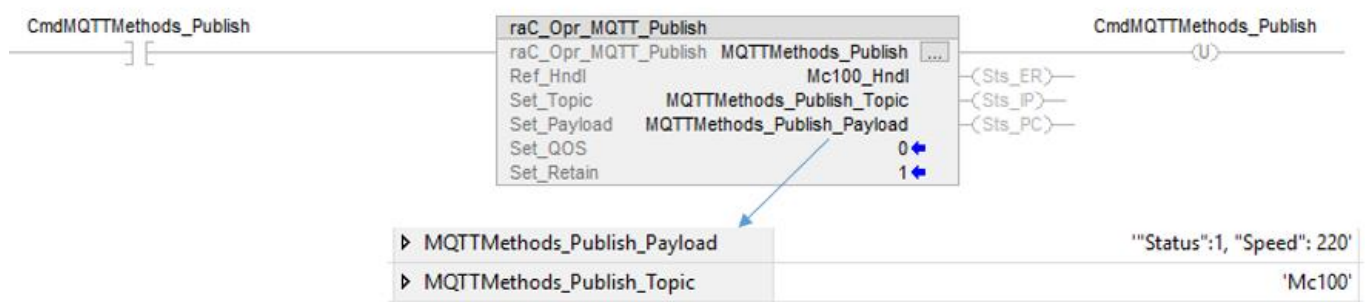 CmdMQTTMethods_Publish
raC_Opr_MQTT_Publish
CmdMQTTMethods_Publish
raC_Opr_MQTT_Publish MQTTMethods_Publish ...
(U)
Ref_Hndl Mc100_Hndl (Sts_ER)
Set_Topic MQTTMethods_Publish_Topic (Sts_IP)
Set_Payload MQTTMethods_Publish_Payload (Sts_PC)
Set_QOS 0
Set_Retain 1
MQTTMethods_Publish_Payload '"Status":1, "Speed": 220'
MQTTMethods_Publish_Topic 'Mc100'